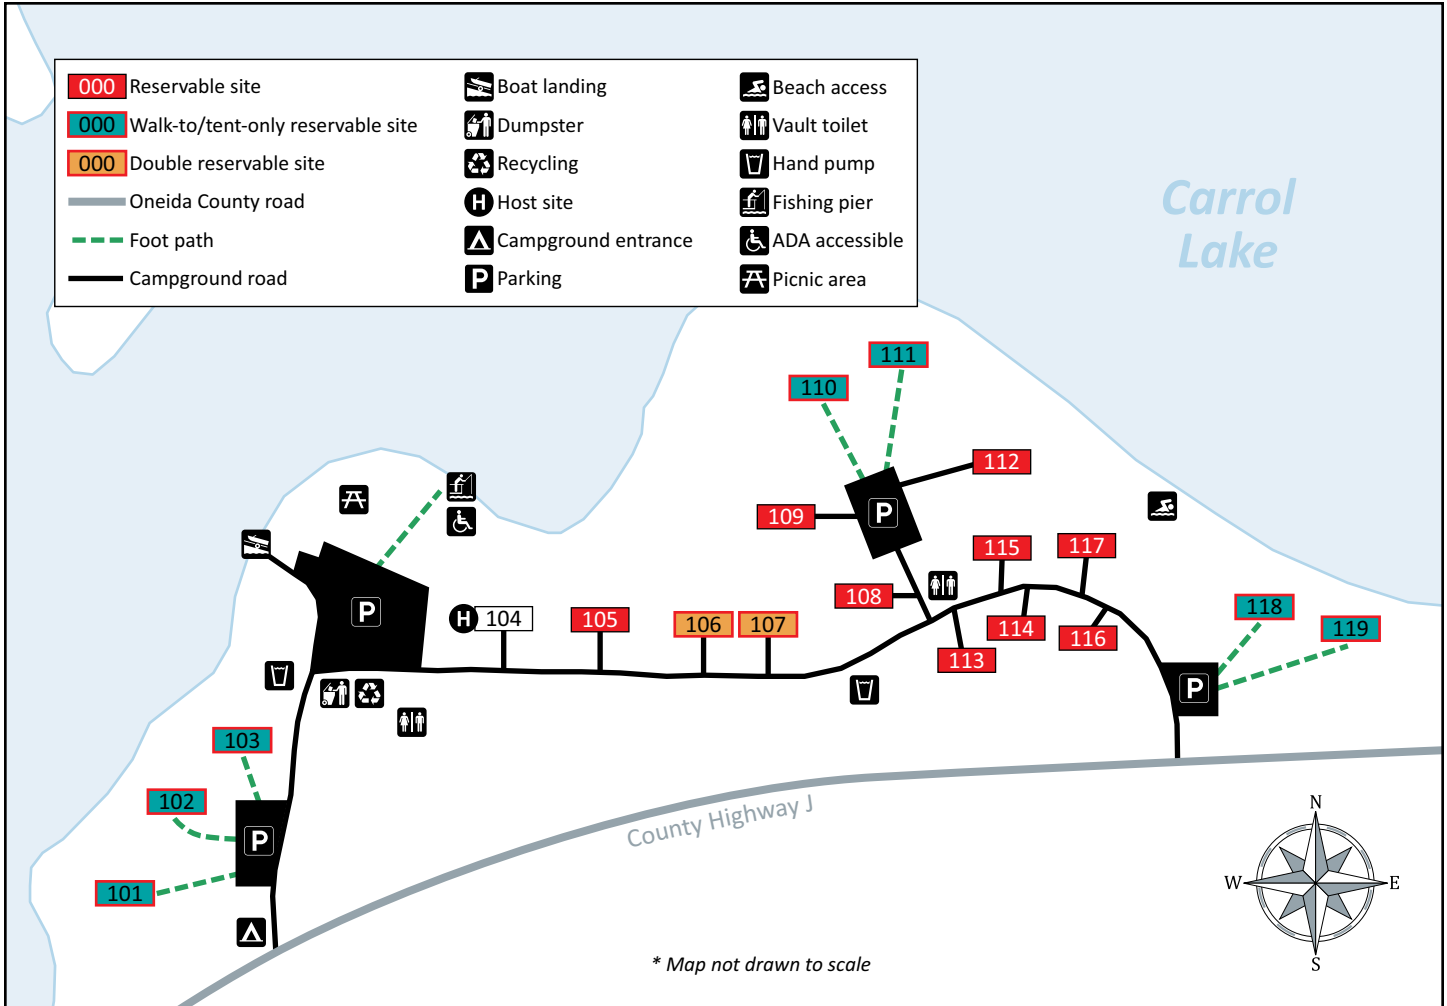 000 Reservable site
000 Walk-to/tent-only reservable site
000 Double reservable site
Oneida County road
Foot path
Campground road
Boat landing
Dumpster
Recycling
H Host site
Campground entrance
P Parking
Beach access
Vault toilet
Hand pump
Fishing pier
ADA accessible
Picnic area
Carrol
Lake
111
110
112
109
P
115
117
108
P
H 104
105
106
107
114
116
113
118
119
P
103
102
P
101
County Highway J
N
W
E
S
* Map not drawn to scale